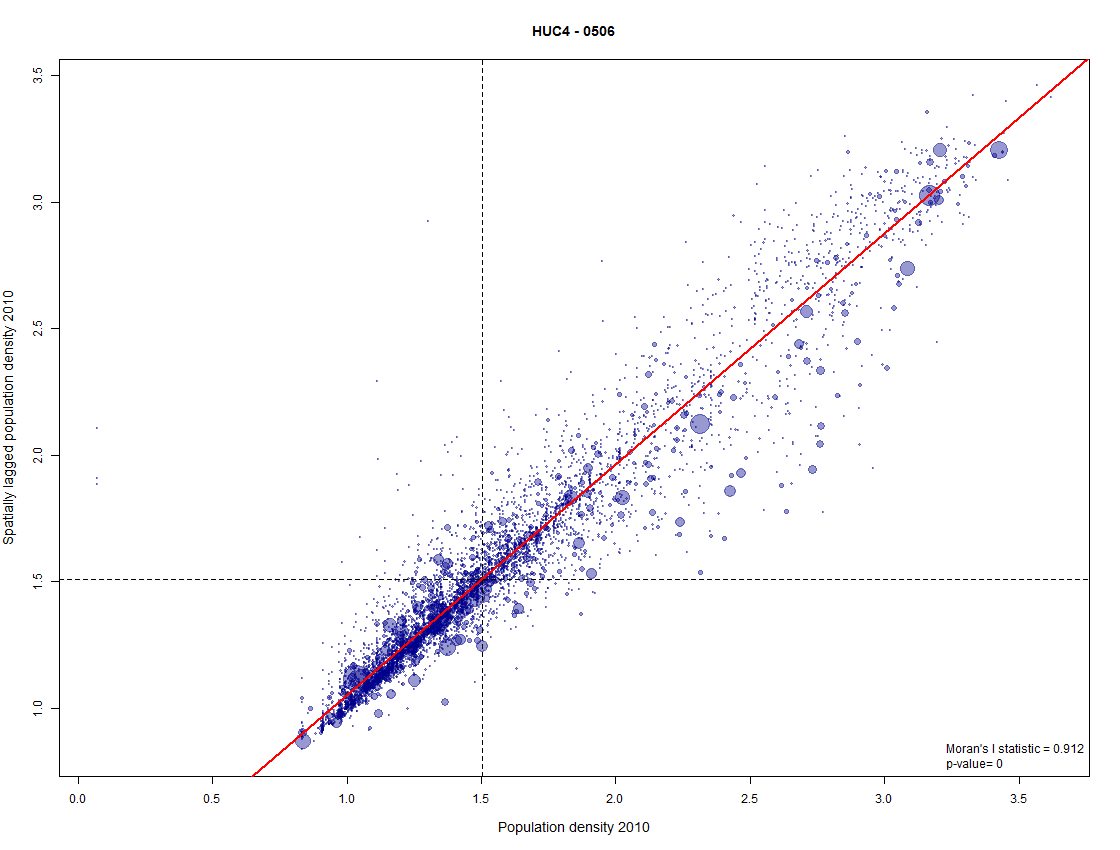 HUC4 - 0506
Spatially lagged population density 2010
3.5
3.0
2.5
2.0
1.5
1.0
Moran's I statistic = 0.912
p-value= 0
0.0 0.5 1.0 1.5 2.0 2.5 3.0 3.5
Population density 2010